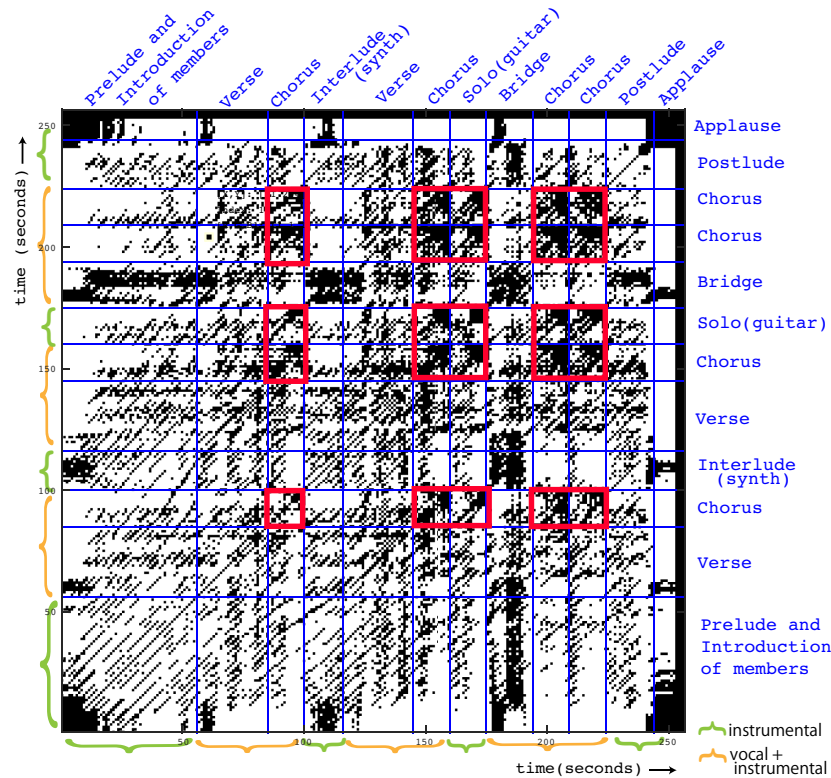 Prelude and
Introduction
of members
Verse
Chorus
Interlude
(synth)
Verse
Chorus
Solo(guitar)
Bridge
Chorus
Chorus
Postlude
Applause
250
200
150
100
50
time (seconds)
Applause
Postlude
Chorus
Chorus
Bridge
Solo(guitar)
Chorus
Verse
Interlude
(synth)
Chorus
Verse
Prelude and
Introduction
of members
50
100
150
200
250
time(seconds)
instrumental
vocal +
instrumental